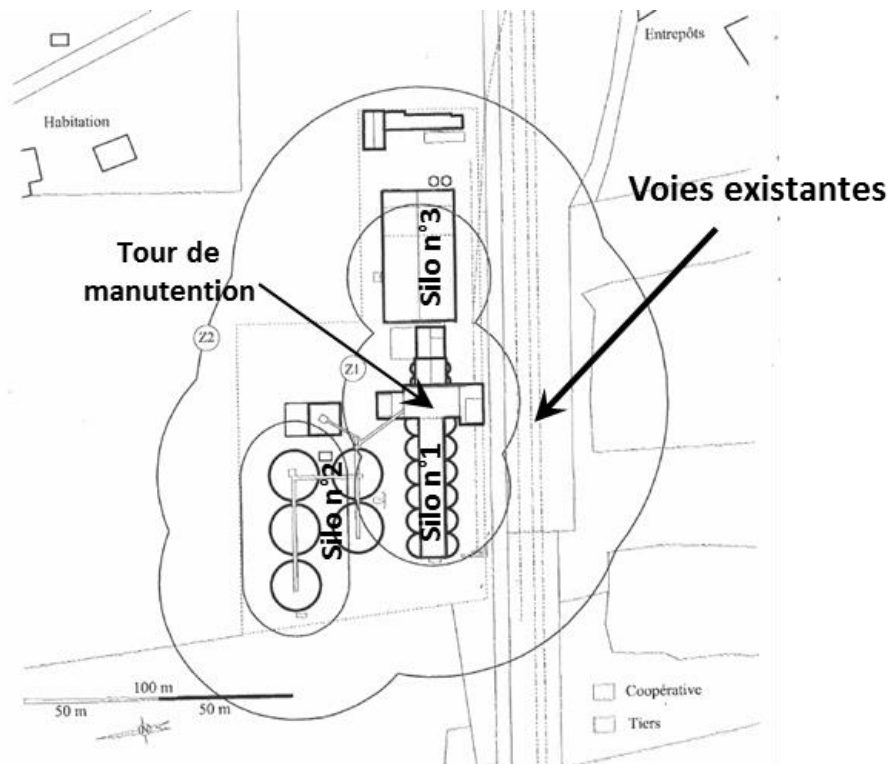 Entrepôts
Habitation
Voies existantes
Silo n°3
Tour de
manutention
Z2
Z1
Silo n°2
Silo n°1
100 m
50 m
50 m
Coopérative
Tiers